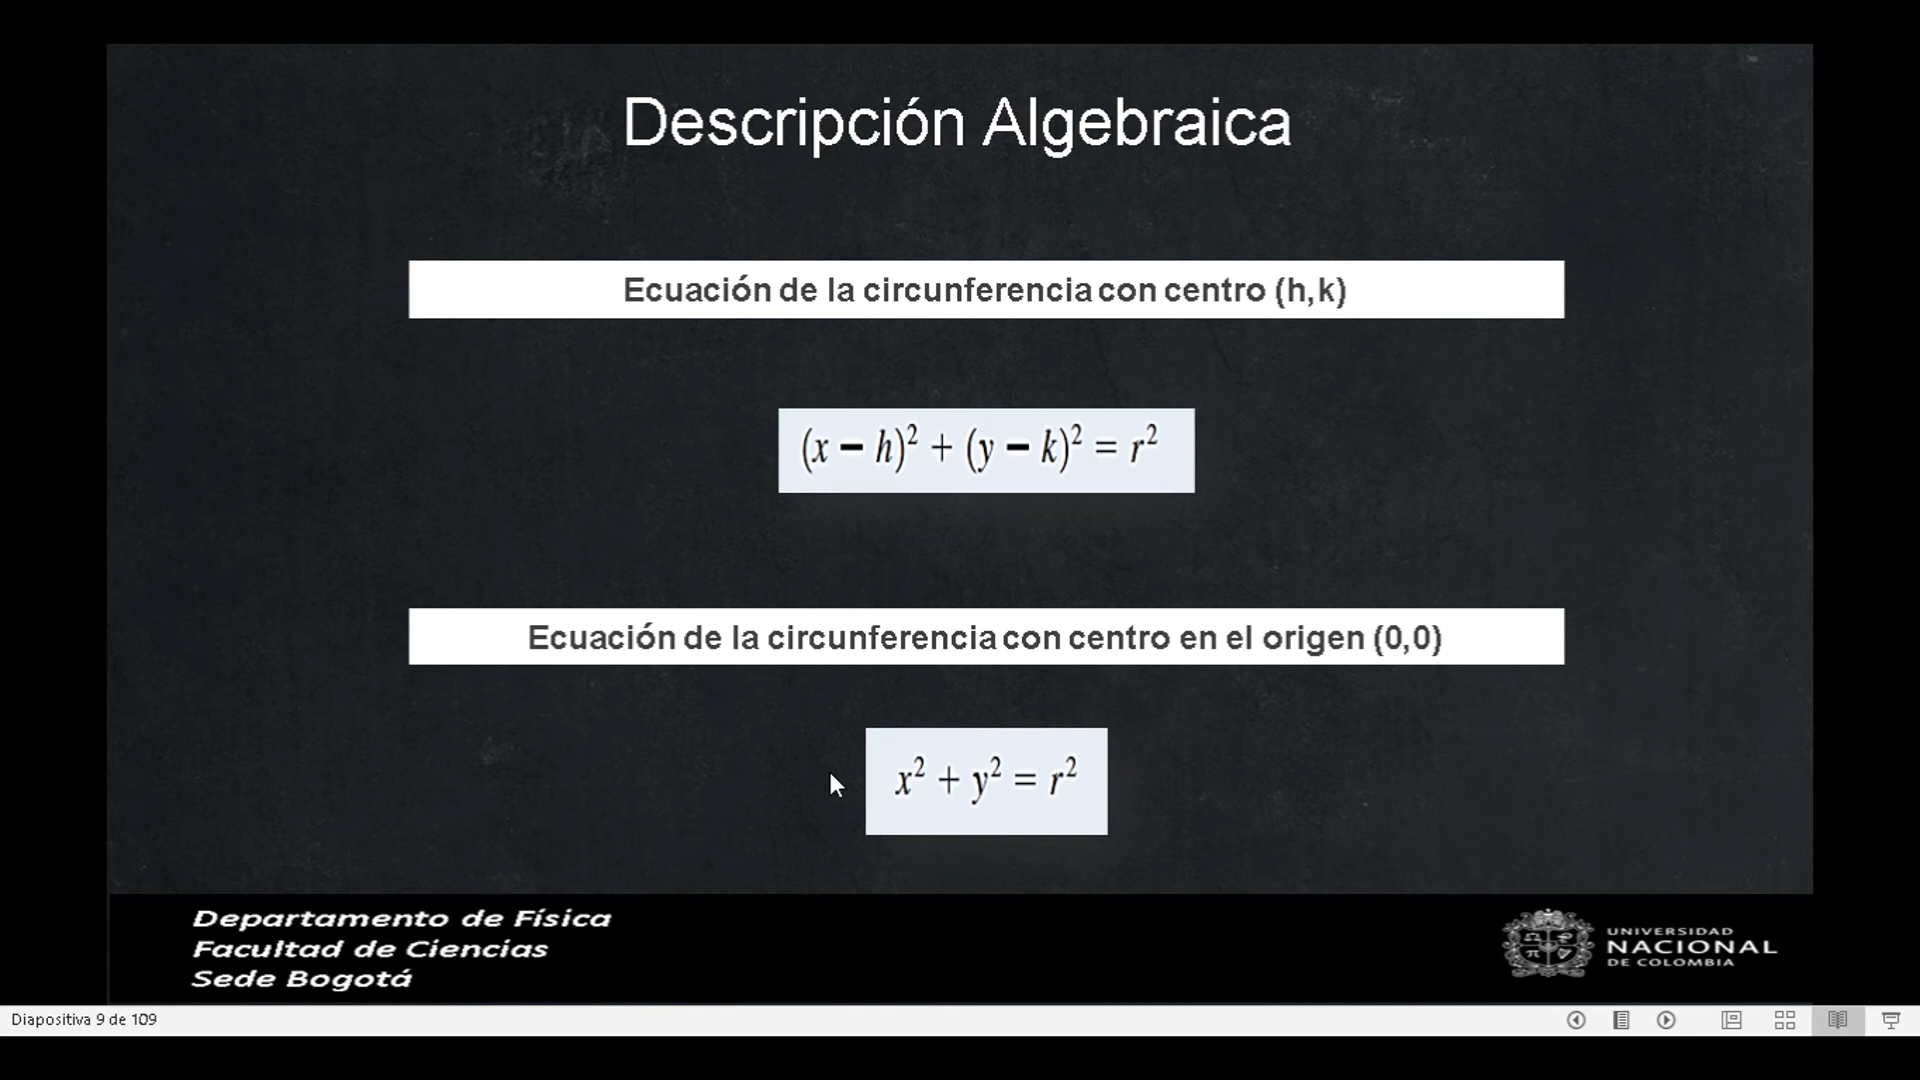 Descripción Algebraica
Ecuación de la circunferencia con centro (h,k)
(x − h)² + (y − k)² = r²
Ecuación de la circunferencia con centro en el origen (0,0)
x² + y² = r²
Departamento de Física
Facultad de Ciencias
Sede Bogotá
UNIVERSIDAD
NACIONAL
DE COLOMBIA
Diapositiva 9 de 109